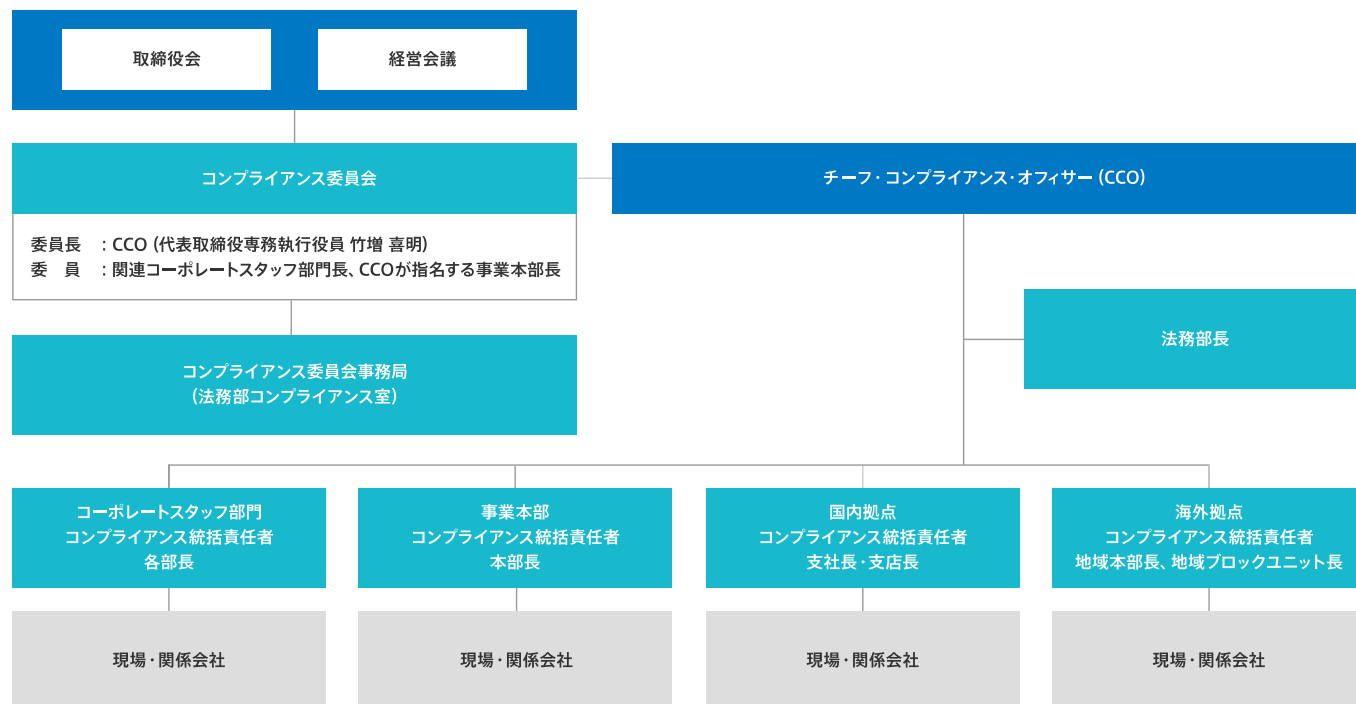 取締役会
経営会議
コンプライアンス委員会
チーフ・コンプライアンス・オフィサー (CCO)
委員長 : CCO (代表取締役専務執行役員 竹増 喜明)
委　員 : 関連コーポレートスタッフ部門長、CCOが指名する事業本部長
法務部長
コンプライアンス委員会事務局
(法務部コンプライアンス室)
コーポレートスタッフ部門
コンプライアンス統括責任者
各部長
事業本部
コンプライアンス統括責任者
本部長
国内拠点
コンプライアンス統括責任者
支社長・支店長
海外拠点
コンプライアンス統括責任者
地域本部長、地域ブロックユニット長
現場・関係会社
現場・関係会社
現場・関係会社
現場・関係会社